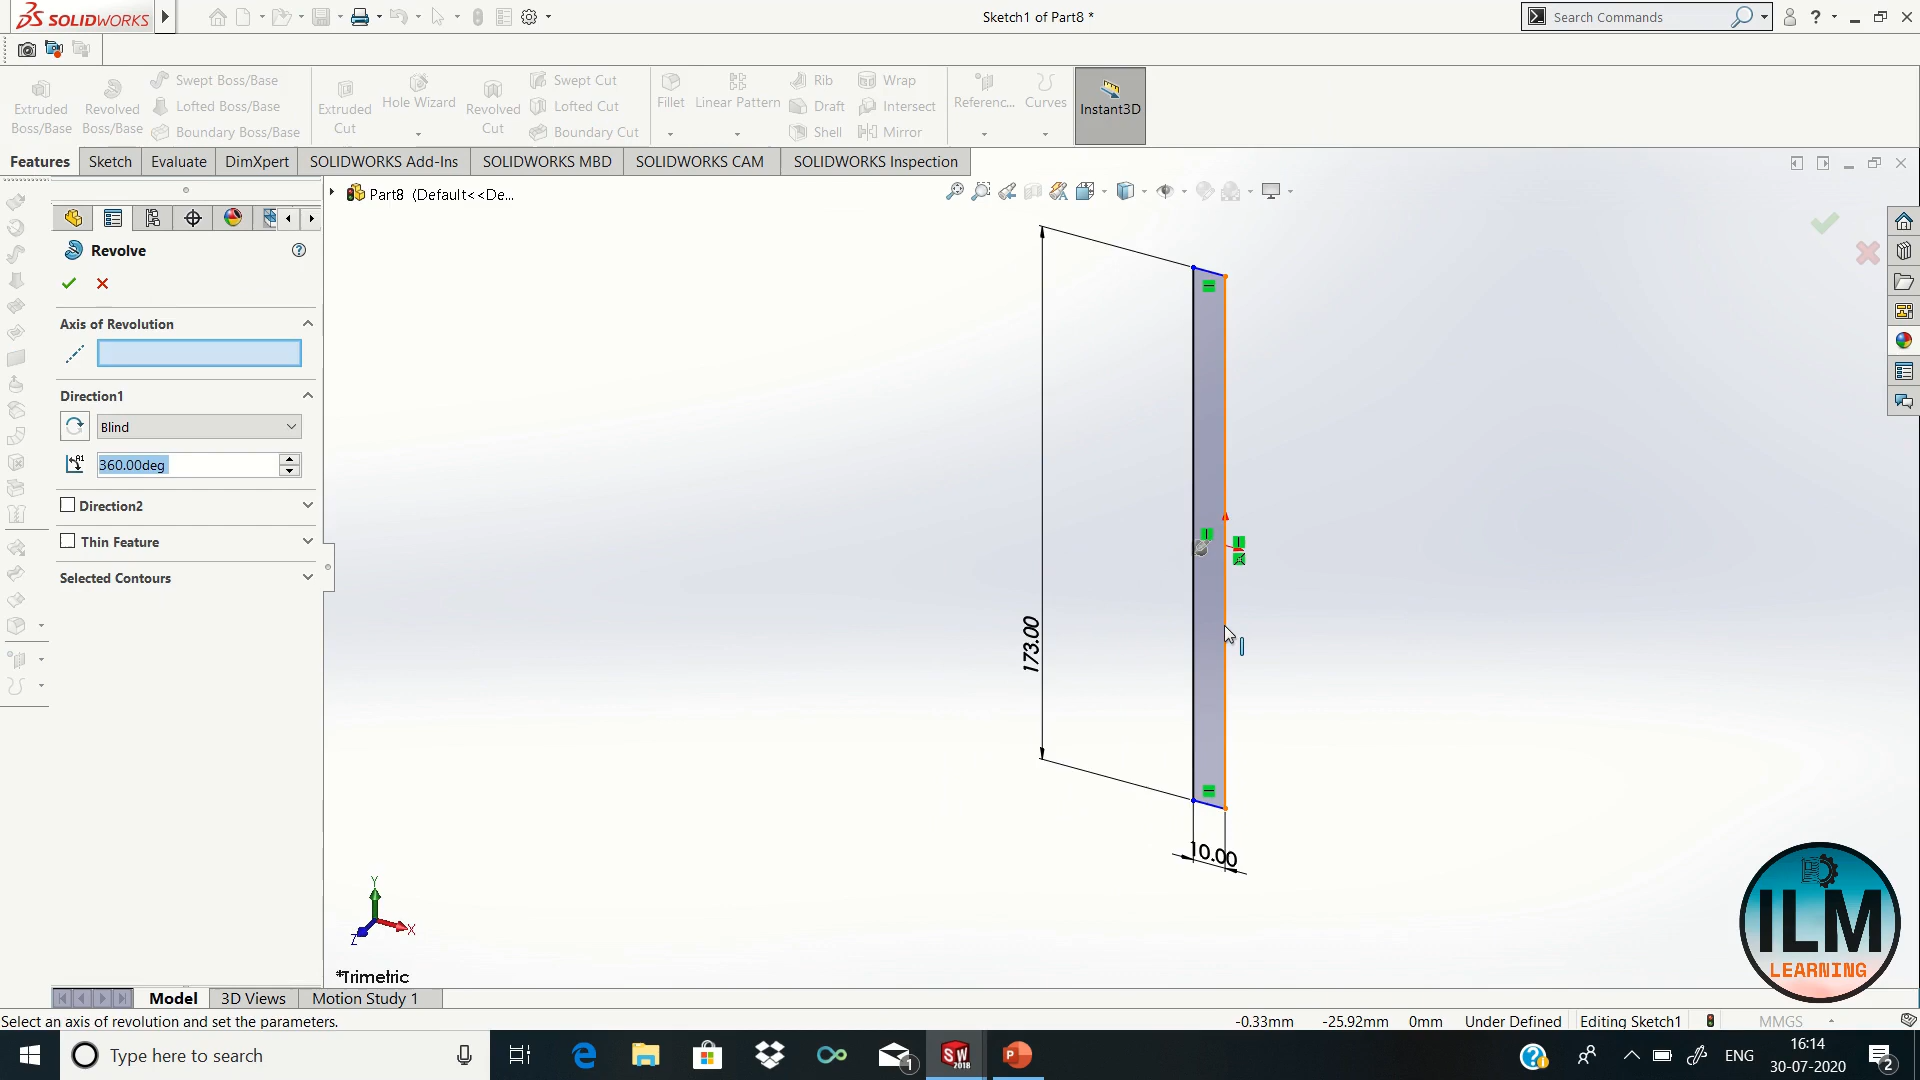 SOLIDWORKS
Sketch1 of Part8 *
Search Commands
?
Extruded Boss/Base
Revolved Boss/Base
Swept Boss/Base
Lofted Boss/Base
Boundary Boss/Base
Extruded Cut
Hole Wizard
Revolved Cut
Swept Cut
Lofted Cut
Boundary Cut
Fillet
Linear Pattern
Rib
Draft
Shell
Wrap
Intersect
Mirror
Referenc...
Curves
Instant3D
Features
Sketch
Evaluate
DimXpert
SOLIDWORKS Add-Ins
SOLIDWORKS MBD
SOLIDWORKS CAM
SOLIDWORKS Inspection
Part8 (Default<<De...
Revolve
Axis of Revolution
Direction1
Blind
360.00deg
Direction2
Thin Feature
Selected Contours
173.00
10.00
Y
X
Z
*Trimetric
ILM
LEARNING
Model
3D Views
Motion Study 1
Select an axis of revolution and set the parameters.
-0.33mm
-25.92mm
0mm
Under Defined
Editing Sketch1
MMGS
Type here to search
1
SW
2018
P
ENG
16:14
30-07-2020
2